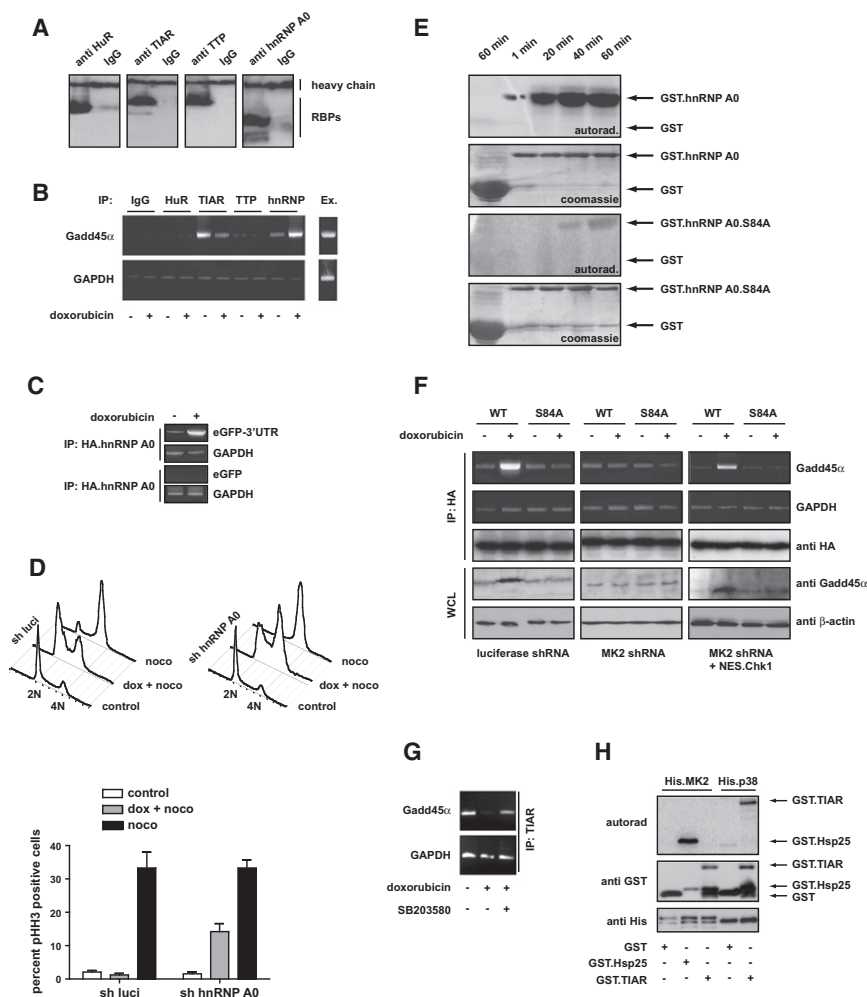 A
anti HuR
IgG
anti TIAR
IgG
anti TTP
IgG
anti hnRNP A0
IgG
heavy chain
RBPs
B
IP: IgG HuR TIAR TTP hnRNP Ex.
Gadd45α
GAPDH
doxorubicin - + - + - + - + - +
C
doxorubicin
- +
IP: HA.hnRNP A0
eGFP-3'UTR
GAPDH
IP: HA.hnRNP A0
eGFP
GAPDH
D
sh luci
noco
dox + noco
control
2N
4N
sh hnRNP A0
noco
dox + noco
control
2N
4N
control
dox + noco
noco
percent pHH3 positive cells
40
30
20
10
0
sh luci
sh hnRNP A0
E
60 min
1 min
20 min
40 min
60 min
GST.hnRNP A0
GST
autorad.
GST.hnRNP A0
GST
coomassie
GST.hnRNP A0.S84A
GST
autorad.
GST.hnRNP A0.S84A
GST
coomassie
F
WT S84A WT S84A WT S84A
doxorubicin - + - + - + - + - + - +
IP: HA
Gadd45α
GAPDH
anti HA
WCL
anti Gadd45α
anti β-actin
luciferase shRNA
MK2 shRNA
MK2 shRNA
+ NES.Chk1
G
Gadd45α
GAPDH
IP: TIAR
doxorubicin - + +
SB203580 - - +
H
His.MK2 His.p38
autorad
GST.TIAR
GST.Hsp25
anti GST
GST.TIAR
GST.Hsp25
GST
anti His
GST + - - + -
GST.Hsp25 - + - - -
GST.TIAR - - + - +